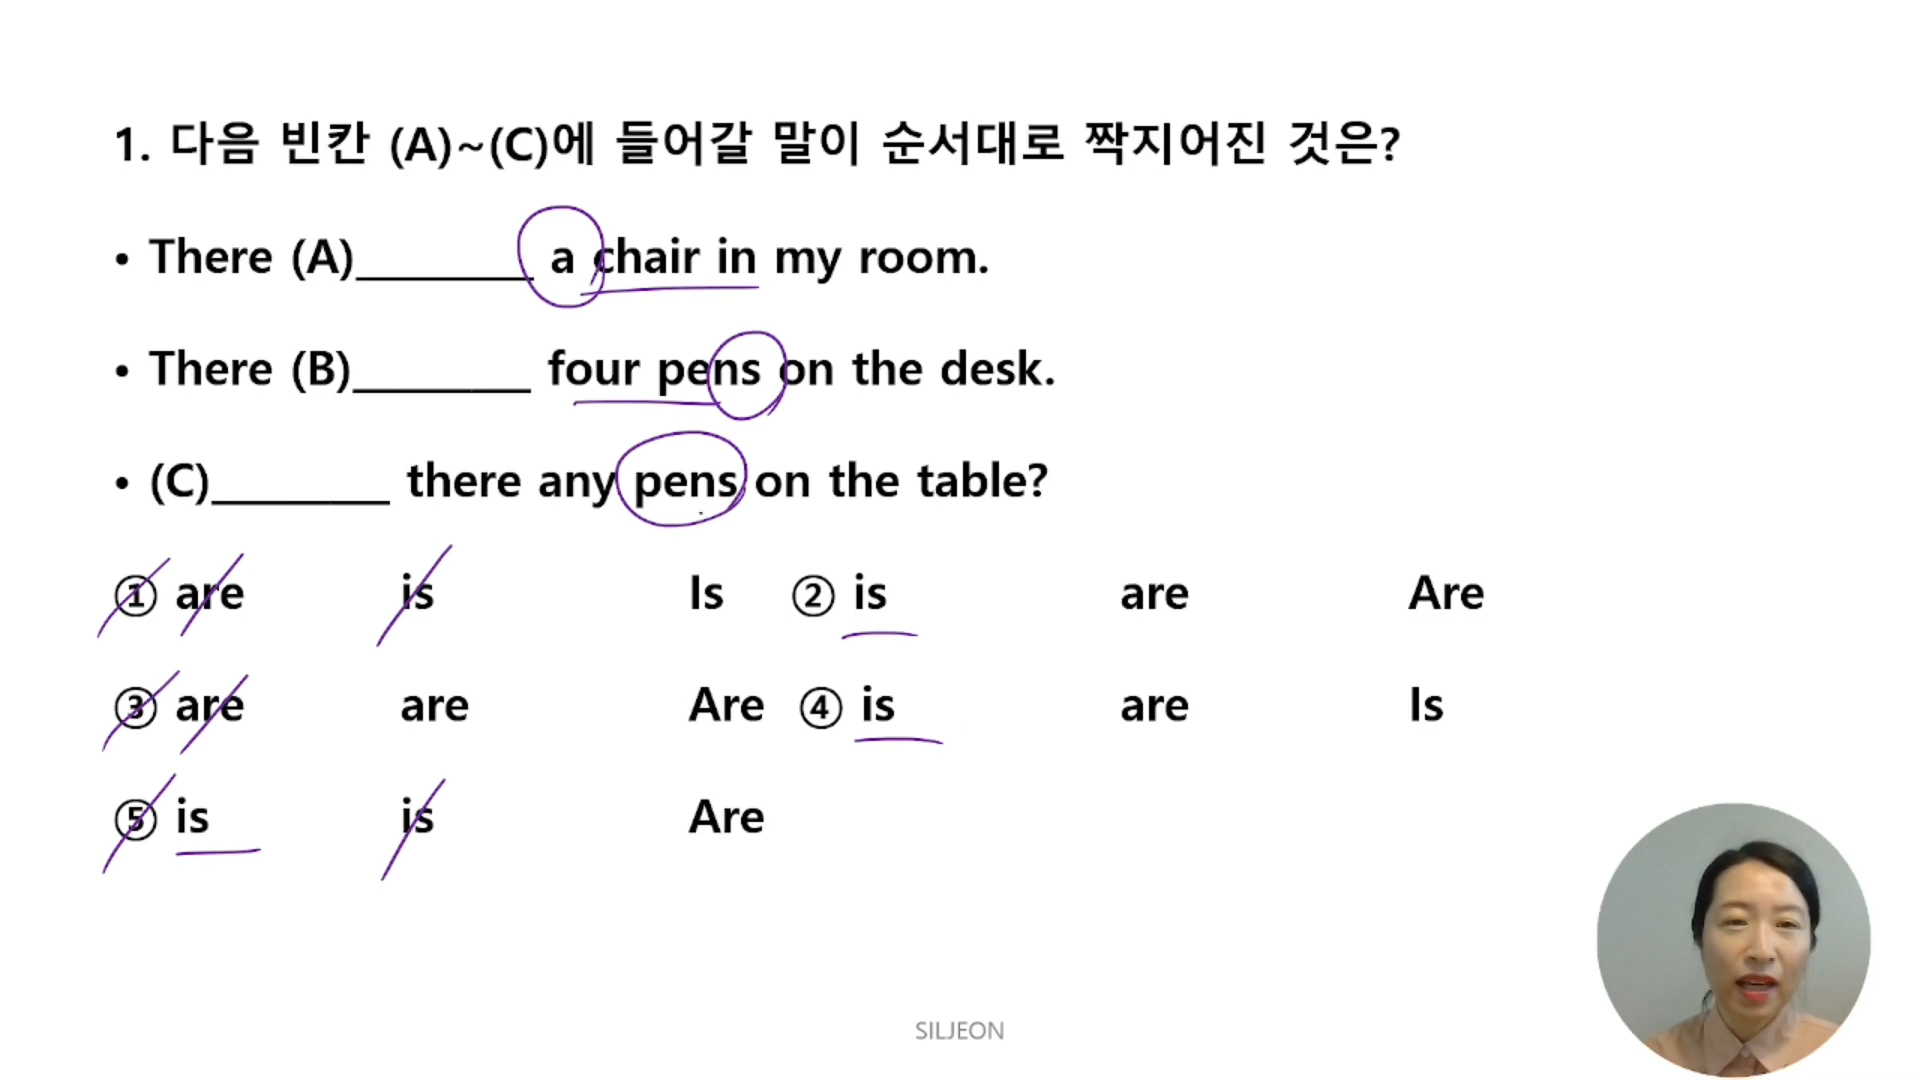 1. 다음 빈칸 (A)~(C)에 들어갈 말이 순서대로 짝지어진 것은?
• There (A)________ a chair in my room.
• There (B)________ four pens on the desk.
• (C)________ there any pens on the table?
① are is Is ② is are Are
③ are are Are ④ is are Is
⑤ is is Are
SILJEON